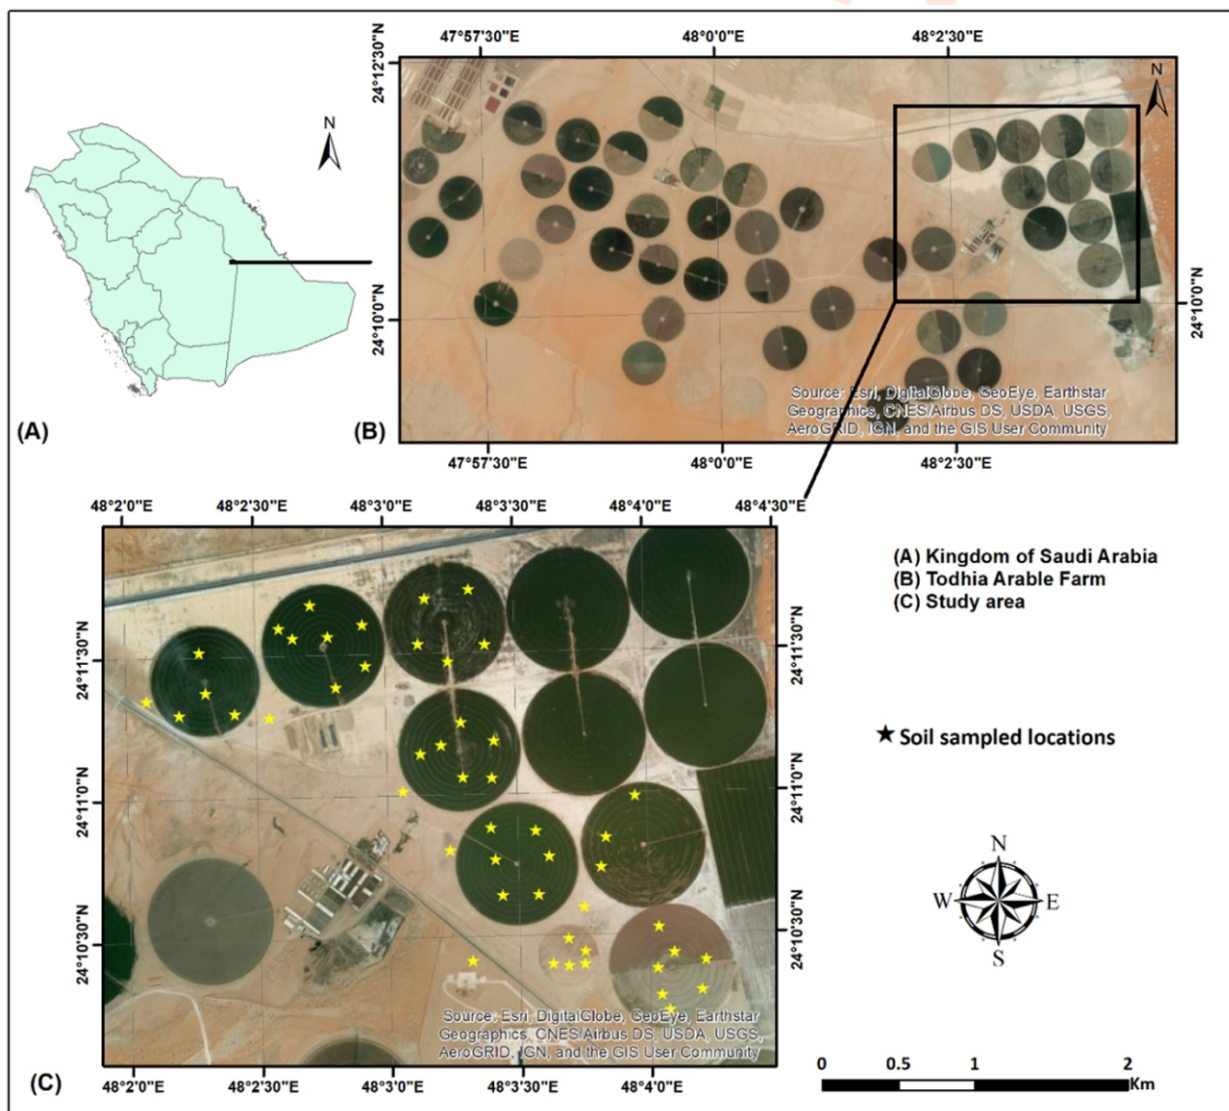 47°57'30"E 48°0'0"E 48°2'30"E
24°12'30"N
N
N
24°10'0"N
24°10'0"N
Source: Esri, DigitalGlobe, GeoEye, Earthstar
Geographics, CNES/Airbus DS, USDA, USGS,
AeroGRID, IGN, and the GIS User Community
(A)
(B)
47°57'30"E 48°0'0"E 48°2'30"E
48°2'0"E 48°2'30"E 48°3'0"E 48°3'30"E 48°4'0"E 48°4'30"E
(A) Kingdom of Saudi Arabia
(B) Todhia Arable Farm
(C) Study area
24°11'30"N
24°11'30"N
Soil sampled locations
24°11'0"N
24°11'0"N
N
W E
S
24°10'30"N
24°10'30"N
Source: Esri, DigitalGlobe, GeoEye, Earthstar
Geographics, CNES/Airbus DS, USDA, USGS,
AeroGRID, IGN, and the GIS User Community
(C)
48°2'0"E 48°2'30"E 48°3'0"E 48°3'30"E 48°4'0"E
0 0.5 1 2
Km